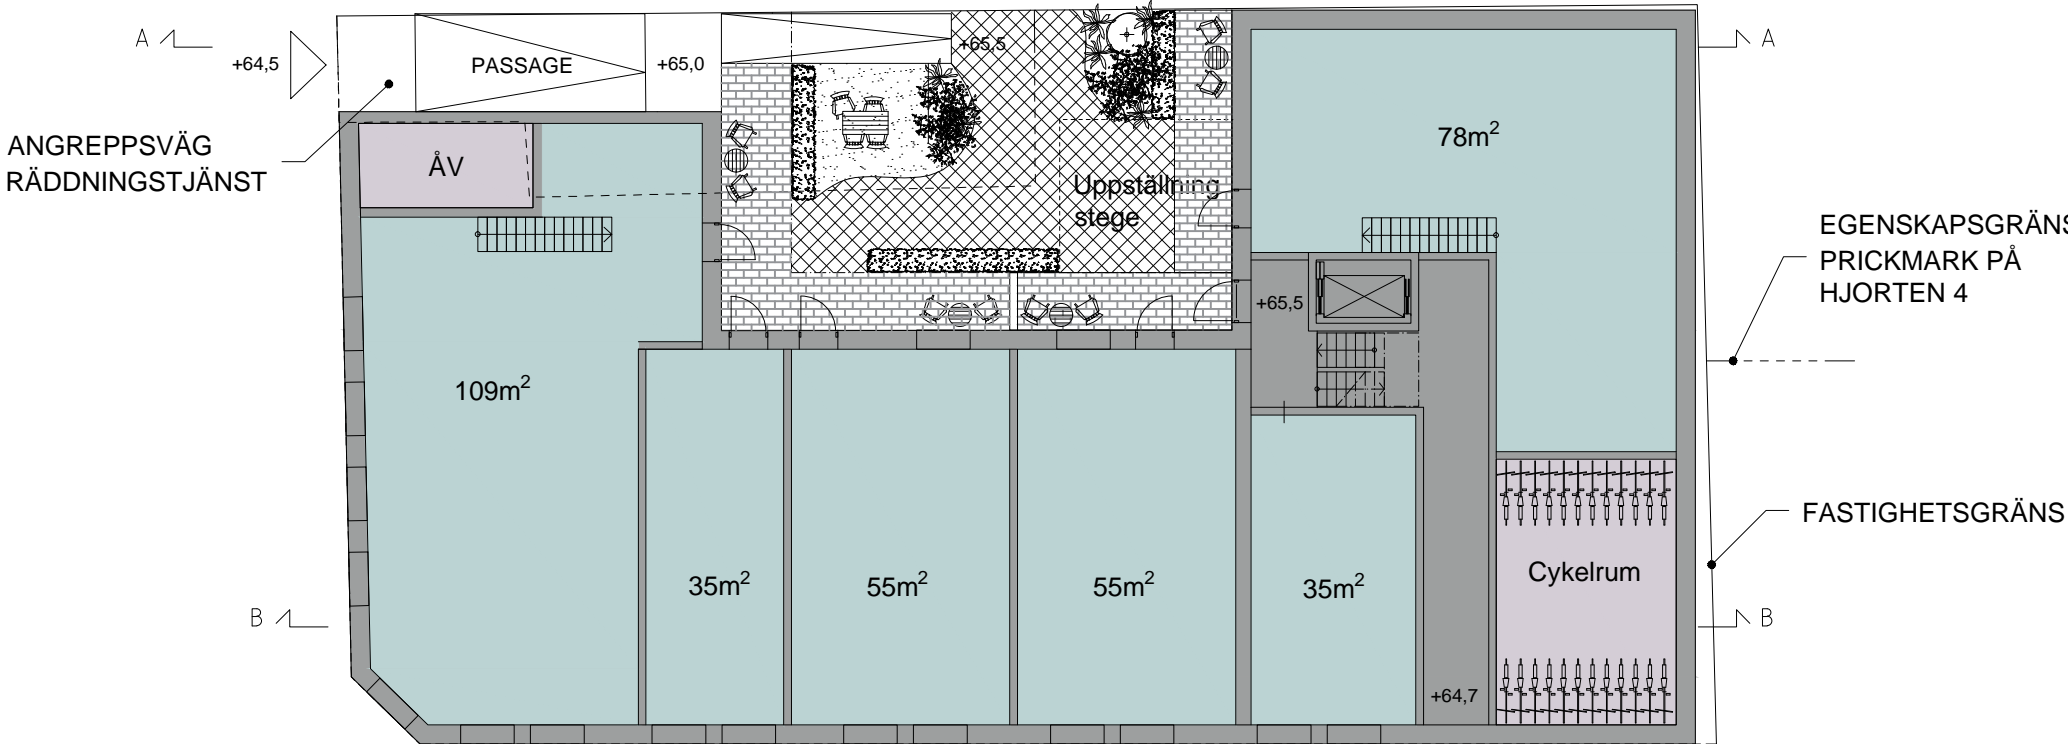 A
+64,5
PASSAGE
+65,0
+65,5
A
ANGREPPSVÄG
RÄDDNINGSTJÄNST
ÅV
78m²
Uppställning
stege
EGENSKAPSGRÄNS
PRICKMARK PÅ
HJORTEN 4
+65,5
109m²
FASTIGHETSGRÄNS
35m²
55m²
55m²
35m²
Cykelrum
B
B
+64,7